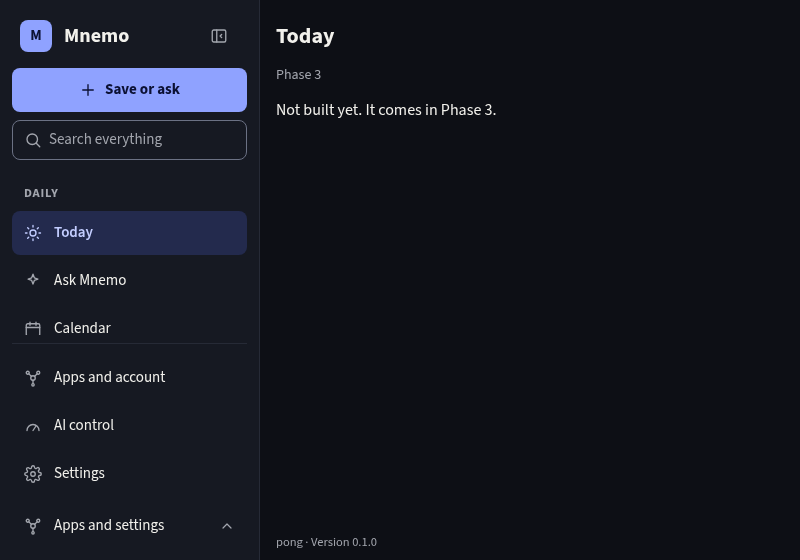 M Mnemo
Save or ask
Search everything
DAILY
Today
Ask Mnemo
Calendar
Apps and account
AI control
Settings
Apps and settings
Today
Phase 3
Not built yet. It comes in Phase 3.
pong · Version 0.1.0